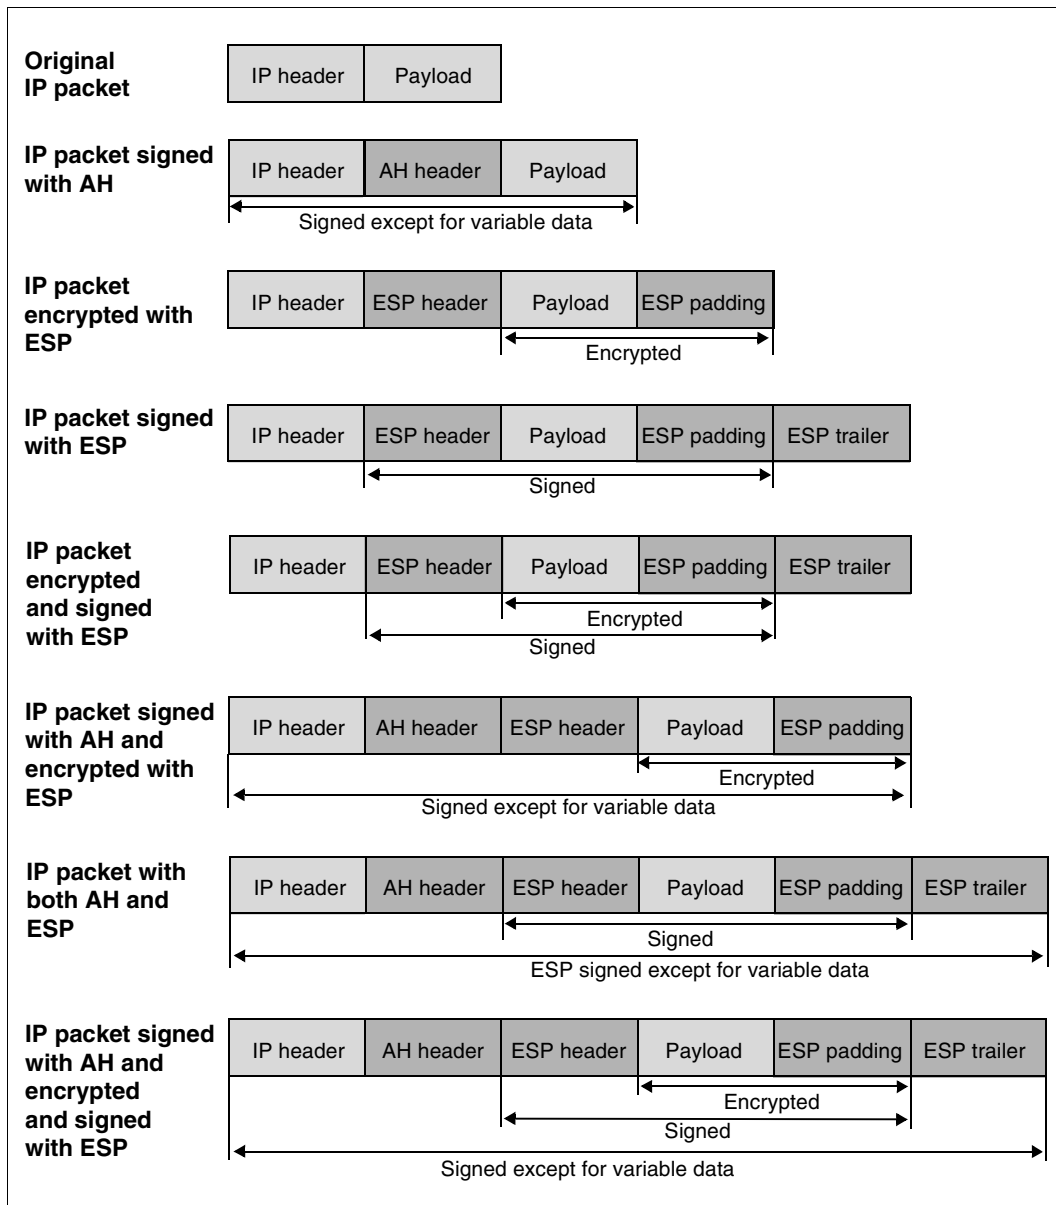 Original
IP packet
IP header
Payload
IP packet signed
with AH
IP header
AH header
Payload
Signed except for variable data
IP packet
encrypted with
ESP
IP header
ESP header
Payload
ESP padding
Encrypted
IP packet signed
with ESP
IP header
ESP header
Payload
ESP padding
ESP trailer
Signed
IP packet
encrypted
and signed
with ESP
IP header
ESP header
Payload
ESP padding
ESP trailer
Encrypted
Signed
IP packet signed
with AH and
encrypted with
ESP
IP header
AH header
ESP header
Payload
ESP padding
Encrypted
Signed except for variable data
IP packet with
both AH and
ESP
IP header
AH header
ESP header
Payload
ESP padding
ESP trailer
Signed
ESP signed except for variable data
IP packet signed
with AH and
encrypted
and signed
with ESP
IP header
AH header
ESP header
Payload
ESP padding
ESP trailer
Encrypted
Signed
Signed except for variable data